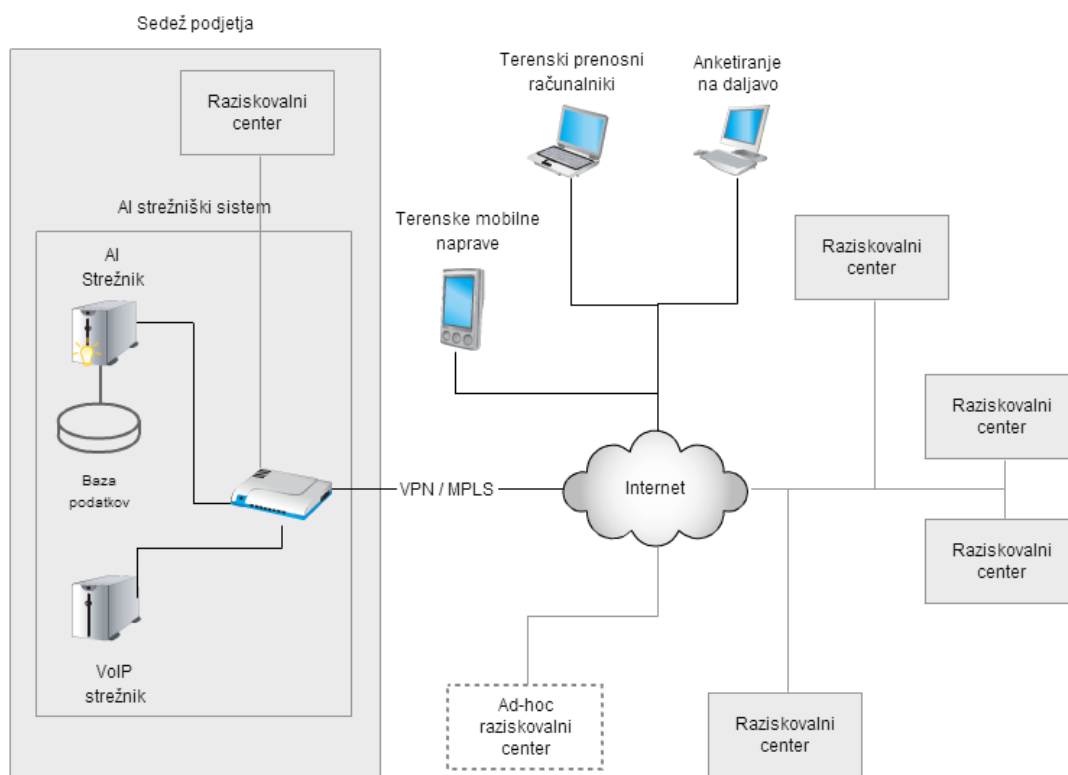 Sedež podjetja
Raziskovalni
center
AI strežniški sistem
AI
Strežnik
Baza
podatkov
VoIP
strežnik
VPN / MPLS
Terenski prenosni
računalniki
Anketiranje
na daljavo
Terenske mobilne
naprave
Internet
Raziskovalni
center
Raziskovalni
center
Raziskovalni
center
Ad-hoc
raziskovalni
center
Raziskovalni
center